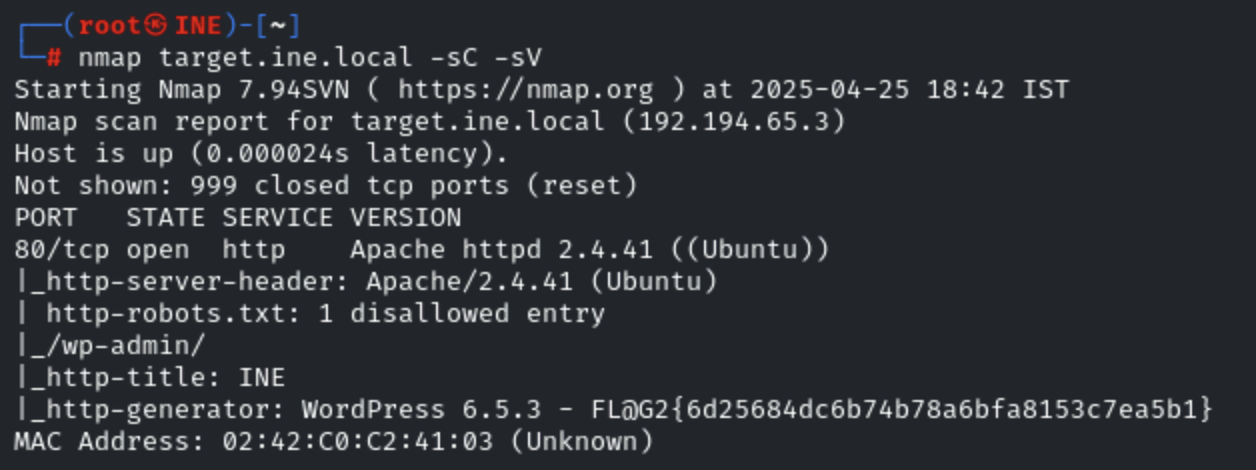 ┌──(root㉿INE)-[~]
└─# nmap target.ine.local -sC -sV
Starting Nmap 7.94SVN ( https://nmap.org ) at 2025-04-25 18:42 IST
Nmap scan report for target.ine.local (192.194.65.3)
Host is up (0.000024s latency).
Not shown: 999 closed tcp ports (reset)
PORT   STATE SERVICE VERSION
80/tcp open  http    Apache httpd 2.4.41 ((Ubuntu))
|_http-server-header: Apache/2.4.41 (Ubuntu)
| http-robots.txt: 1 disallowed entry
|_/wp-admin/
|_http-title: INE
|_http-generator: WordPress 6.5.3 - FL@G2{6d25684dc6b74b78a6bfa8153c7ea5b1}
MAC Address: 02:42:C0:C2:41:03 (Unknown)